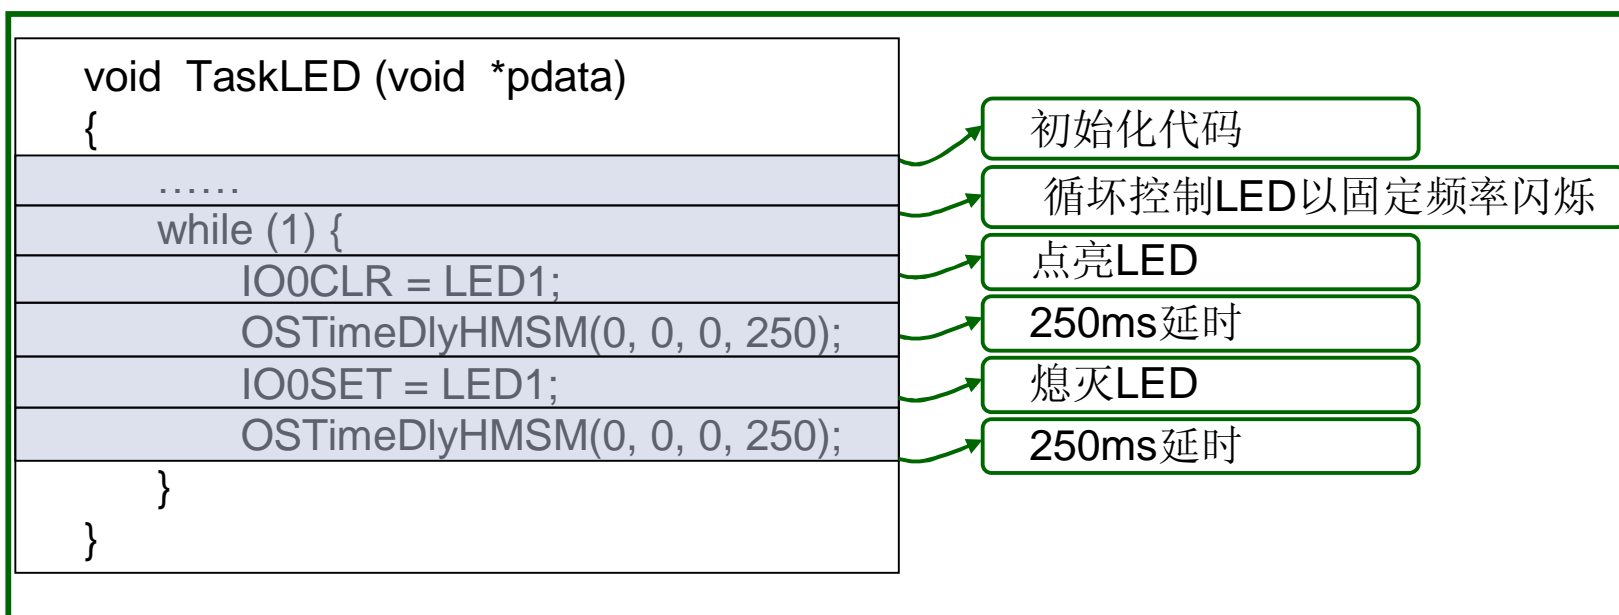 void TaskLED (void *pdata)
{
初始化代码
……
循环控制LED以固定频率闪烁
while (1) {
点亮LED
IO0CLR = LED1;
250ms延时
OSTimeDlyHMSM(0, 0, 0, 250);
熄灭LED
IO0SET = LED1;
250ms延时
OSTimeDlyHMSM(0, 0, 0, 250);
}
}